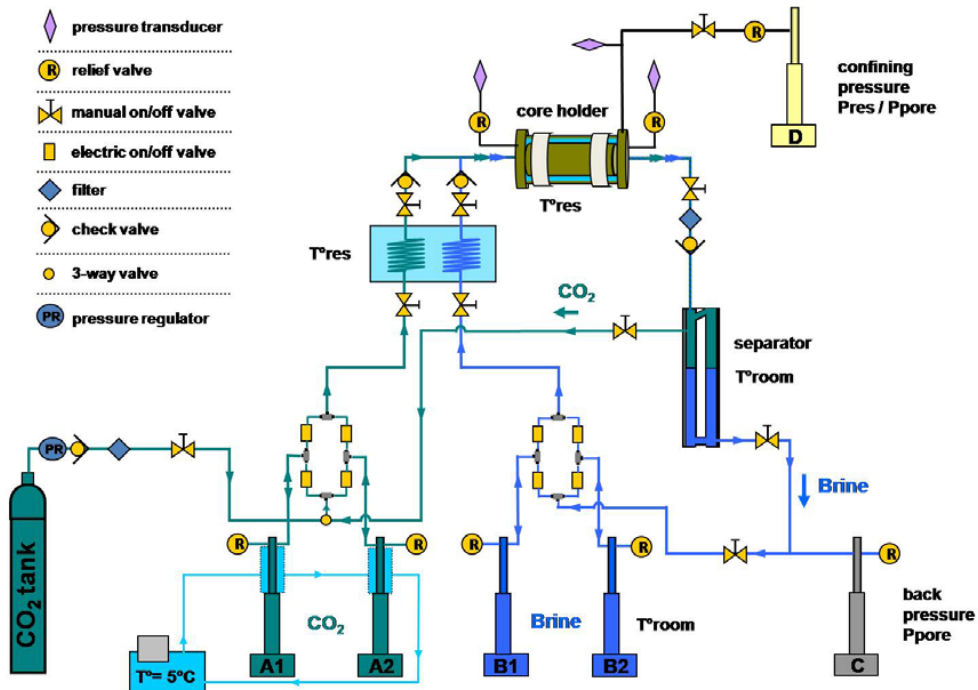 pressure transducer
R
relief valve
manual on/off valve
electric on/off valve
filter
check valve
3-way valve
PR
pressure regulator
R
R
R
core holder
T°res
confining
pressure
Pres / Ppore
D
T°res
CO₂
separator
T°room
PR
Brine
CO₂ tank
R
R
R
R
R
CO₂
Brine
T°room
back
pressure
Ppore
T°= 5°C
A1
A2
B1
B2
C